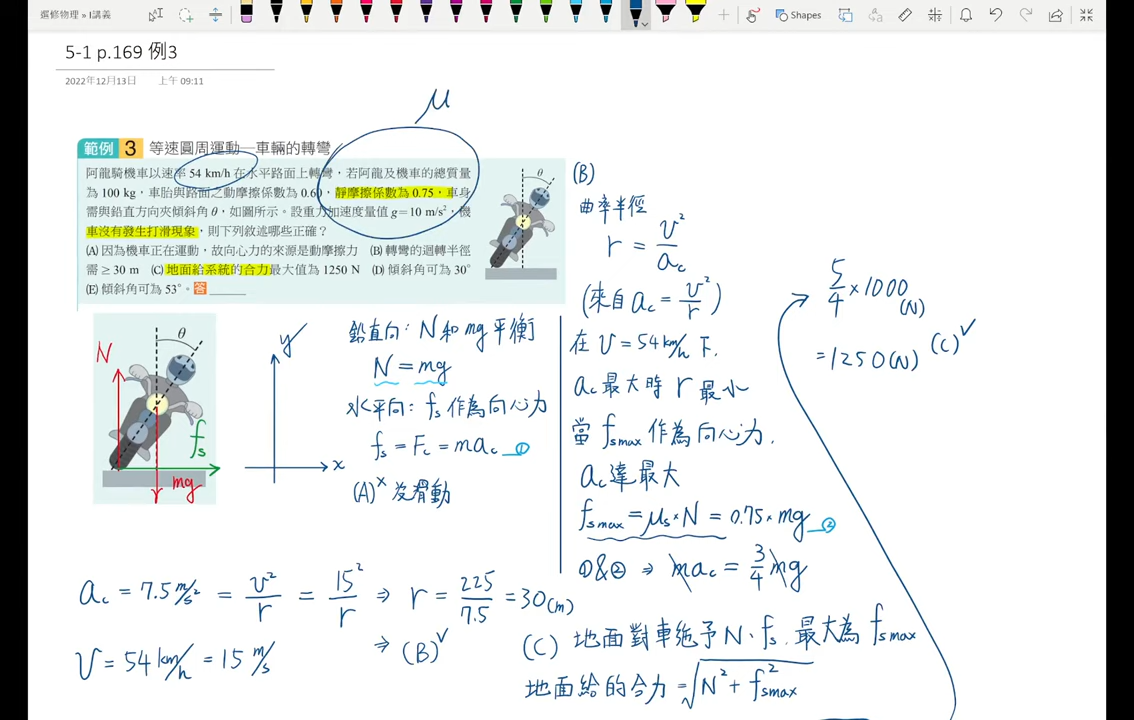 選修物理 » I講義
Shapes
5-1 p.169 例3
2022年12月13日 上午 09:11
μ
範例 3 等速圓周運動─車輛的轉彎
阿龍騎機車以速率 54 km/h 在水平路面上轉彎，若阿龍及機車的總質量
為 100 kg，車胎與路面之動摩擦係數為 0.60，靜摩擦係數為 0.75，車身
需與鉛直方向夾傾斜角 θ，如圖所示。設重力加速度量值 g＝10 m/s²，機
車沒有發生打滑現象，則下列敘述哪些正確？
(A) 因為機車正在運動，故向心力的來源是動摩擦力 (B) 轉彎的迴轉半徑
需 ≥ 30 m (C) 地面給系統的合力最大值為 1250 N (D) 傾斜角可為 30°
(E) 傾斜角可為 53°。答
θ
θ
N
fs
mg
y
x
鉛直向: N 和 mg 平衡
N = mg
水平向: fs 作為向心力
fs = Fc = mac ①
(A)× 沒滑動
(B)
曲率半徑
r = v²/ac
(來自 ac = v²/r)
在 v = 54 km/h 下,
ac 最大時 r 最小
當 fsmax 作為向心力,
ac 達最大
fsmax = μs × N = 0.75 × mg ②
①&② ⇒ mac = 3/4 mg
ac = 7.5 m/s² = v²/r = 15²/r ⇒ r = 225/7.5 = 30 (m)
⇒ (B)✓
v = 54 km/h = 15 m/s
(C) 地面對車施予 N、fs, 最大為 fsmax
地面給的合力 = √(N² + f²smax)
5/4 × 1000 (N)
= 1250 (N) (C)✓